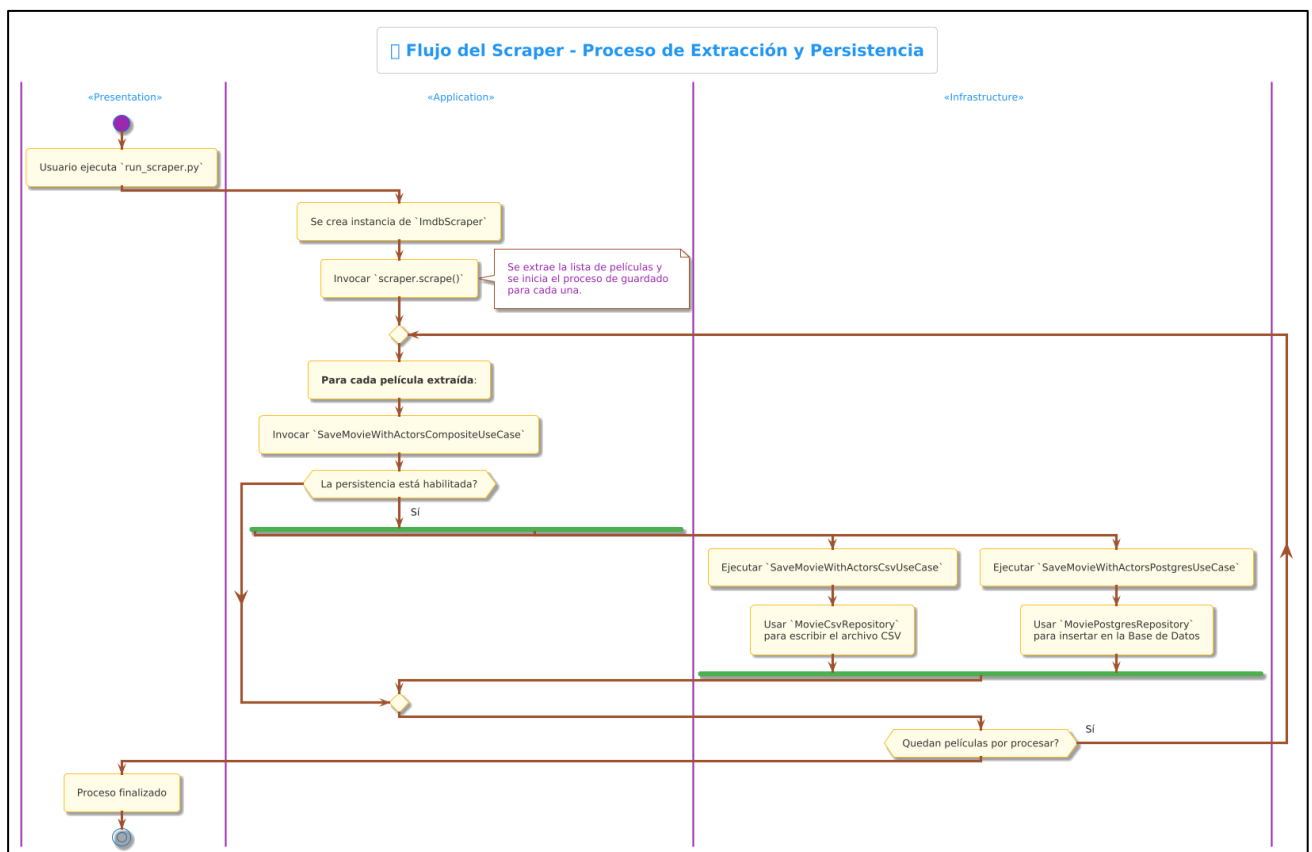 Flujo del Scraper - Proceso de Extracción y Persistencia
«Presentation»
«Application»
«Infrastructure»
Usuario ejecuta `run_scraper.py`
Se crea instancia de `ImdbScraper`
Invocar `scraper.scrape()`
Se extrae la lista de películas y
se inicia el proceso de guardado
para cada una.
Para cada película extraída:
Invocar `SaveMovieWithActorsCompositeUseCase`
La persistencia está habilitada?
Sí
Ejecutar `SaveMovieWithActorsCsvUseCase`
Ejecutar `SaveMovieWithActorsPostgresUseCase`
Usar `MovieCsvRepository`
para escribir el archivo CSV
Usar `MoviePostgresRepository`
para insertar en la Base de Datos
Quedan películas por procesar?
Sí
Proceso finalizado